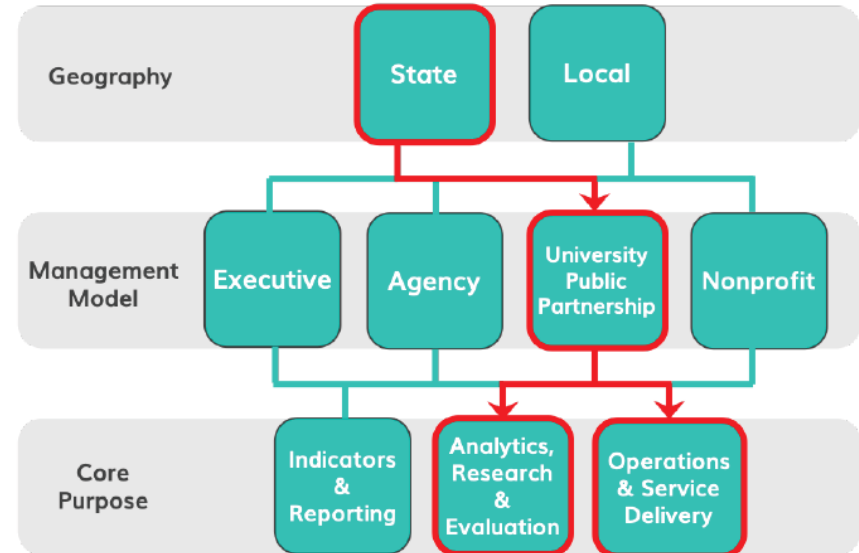 Geography
State
Local
Management
Model
Executive
Agency
University
Public
Partnership
Nonprofit
Core
Purpose
Indicators
&
Reporting
Analytics,
Research
&
Evaluation
Operations
& Service
Delivery